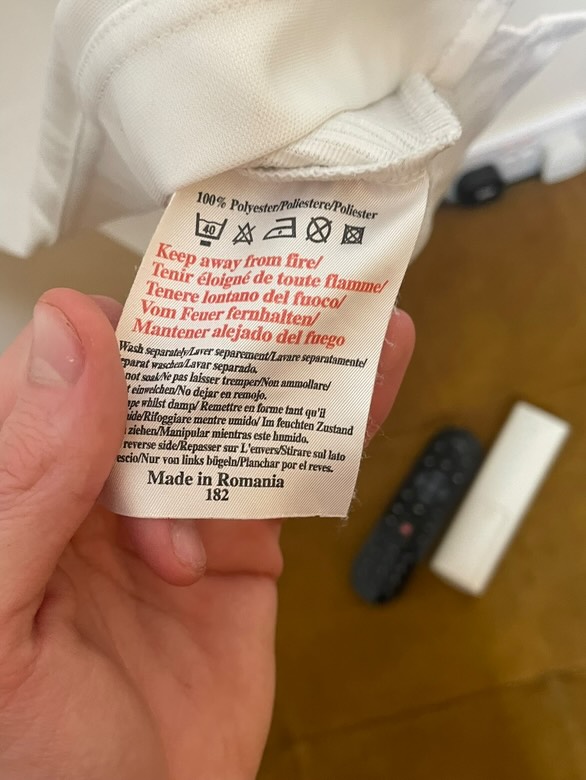 100% Polyester/Poliestere/Poliester
40
Keep away from fire/
Tenir éloigné de toute flamme/
Tenere lontano del fuoco/
Vom Feuer fernhalten/
Mantener alejado del fuego
Wash separately/Laver separement/Lavare separatamente/
parat waschen/Lavar separado.
not soak/Ne pas laisser tremper/Non ammollare/
t einweichen/No dejar en remojo.
pe whilst damp/ Remettre en forme tant qu'il
ide/Rifoggiare mentre umido/ Im feuchten Zustand
ziehen/Manipular mientras este humido.
reverse side/Repasser sur L'envers/Stirare sul lato
escio/Nur von links bügeln/Planchar por el reves.
Made in Romania
182